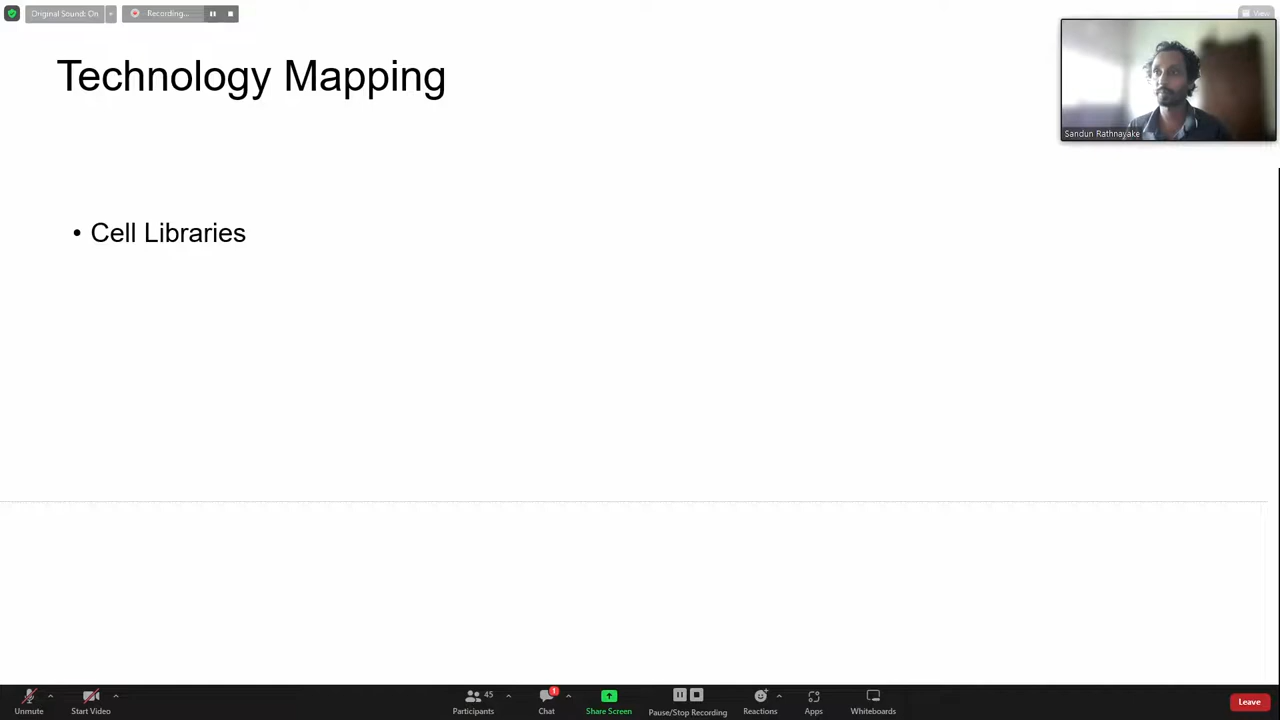 Original Sound: On
Recording...
View
Technology Mapping
Sandun Rathnayake
• Cell Libraries
Unmute
Start Video
45
Participants
1
Chat
Share Screen
Pause/Stop Recording
Reactions
Apps
Whiteboards
Leave